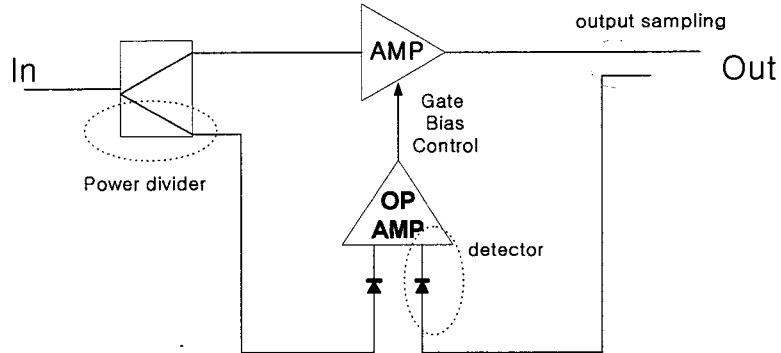 output sampling
In
AMP
Out
Gate
Bias
Control
Power divider
OP
AMP
detector